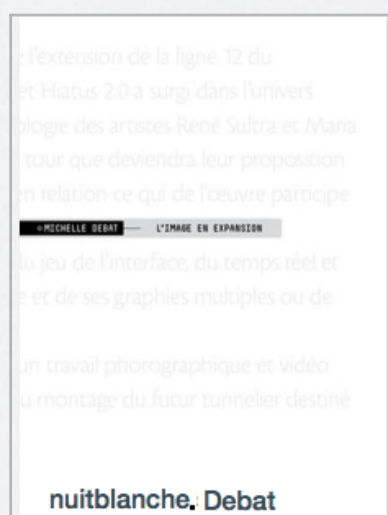 l'extension de la ligne 12 du
et Hiatus 2.0 a surgi dans l'univers
ologie des artistes René Sultra et Maria
tour que deviendra leur proposition
en relation ce qui de l'œuvre participe
MICHELLE DEBAT — L'IMAGE EN EXPANSION
du jeu de l'interface, du temps réel et
e et de ses graphies multiples ou de
un travail photographique et vidéo
u montage du futur tunnelier destiné
nuitblanche. Debat